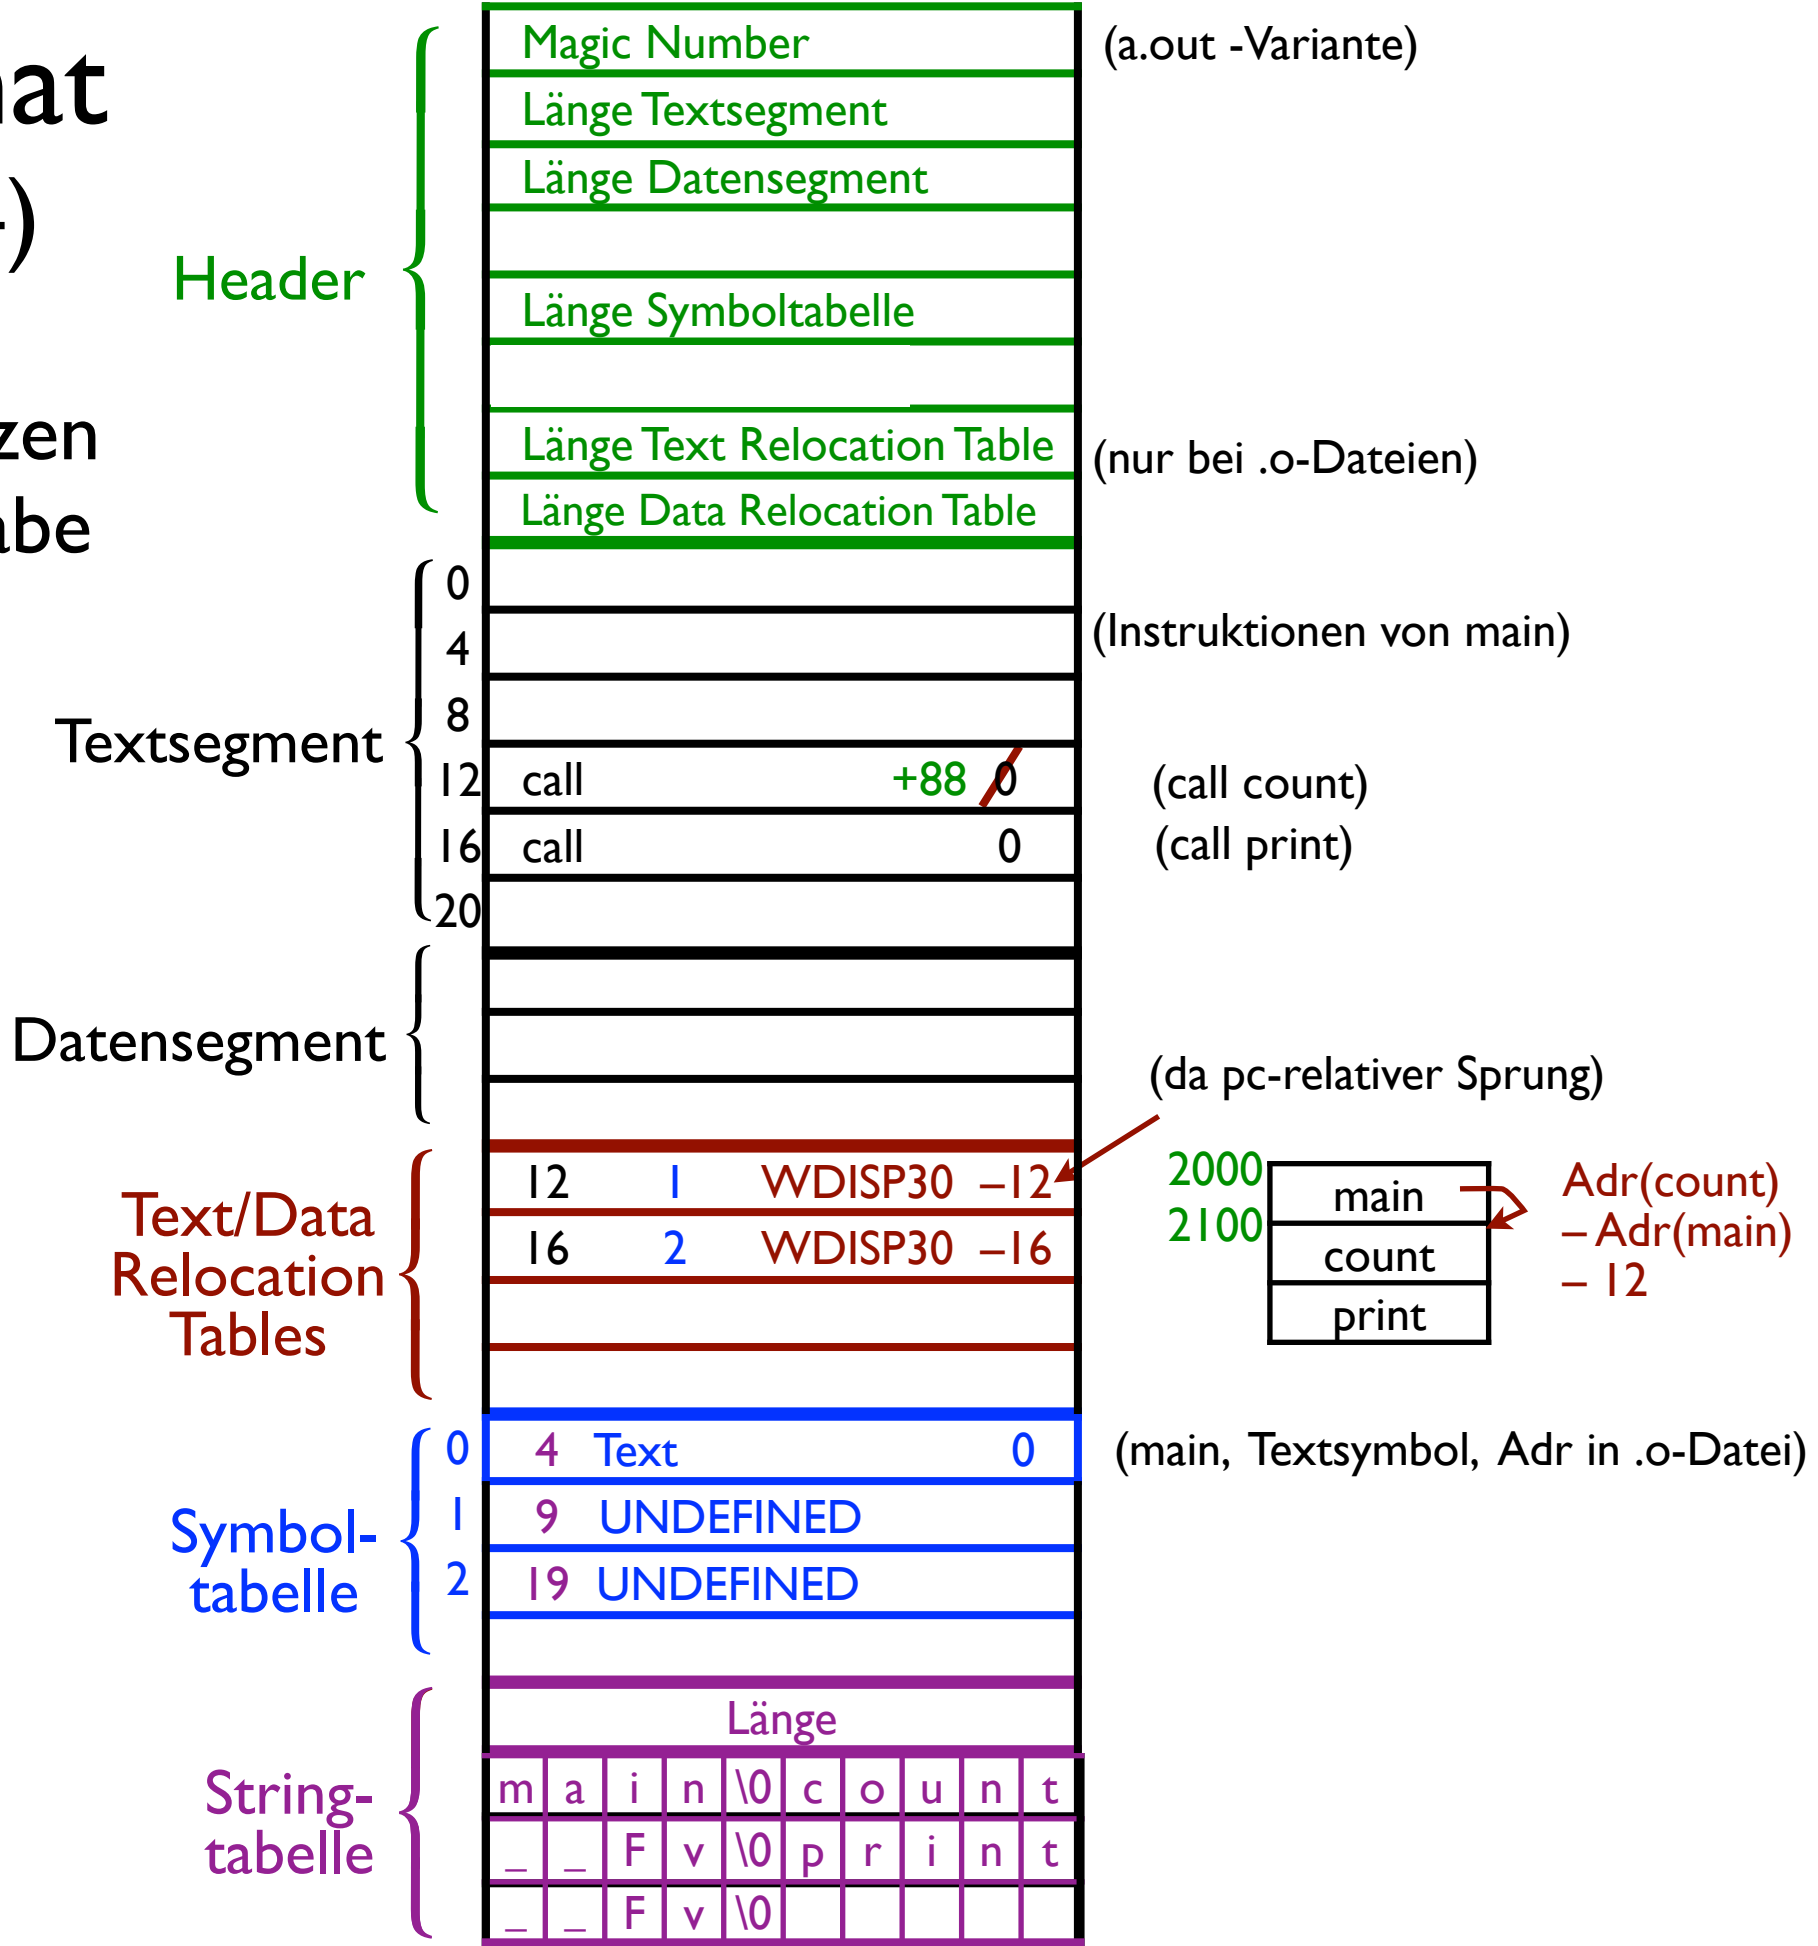 nat
-)
zen
abe
Header
Magic Number
(a.out -Variante)
Länge Textsegment
Länge Datensegment
Länge Symboltabelle
Länge Text Relocation Table
(nur bei .o-Dateien)
Länge Data Relocation Table
Textsegment
0
4
(Instruktionen von main)
8
12 call +88 0
(call count)
16 call 0
(call print)
20
Datensegment
(da pc-relativer Sprung)
Text/Data
Relocation
Tables
12 1 WDISP30 –12
16 2 WDISP30 –16
2000
2100
main
count
print
Adr(count)
– Adr(main)
– 12
Symbol-
tabelle
0 4 Text 0
(main, Textsymbol, Adr in .o-Datei)
1 9 UNDEFINED
2 19 UNDEFINED
String-
tabelle
Länge
m a i n \0 c o u n t
_ _ F v \0 p r i n t
_ _ F v \0